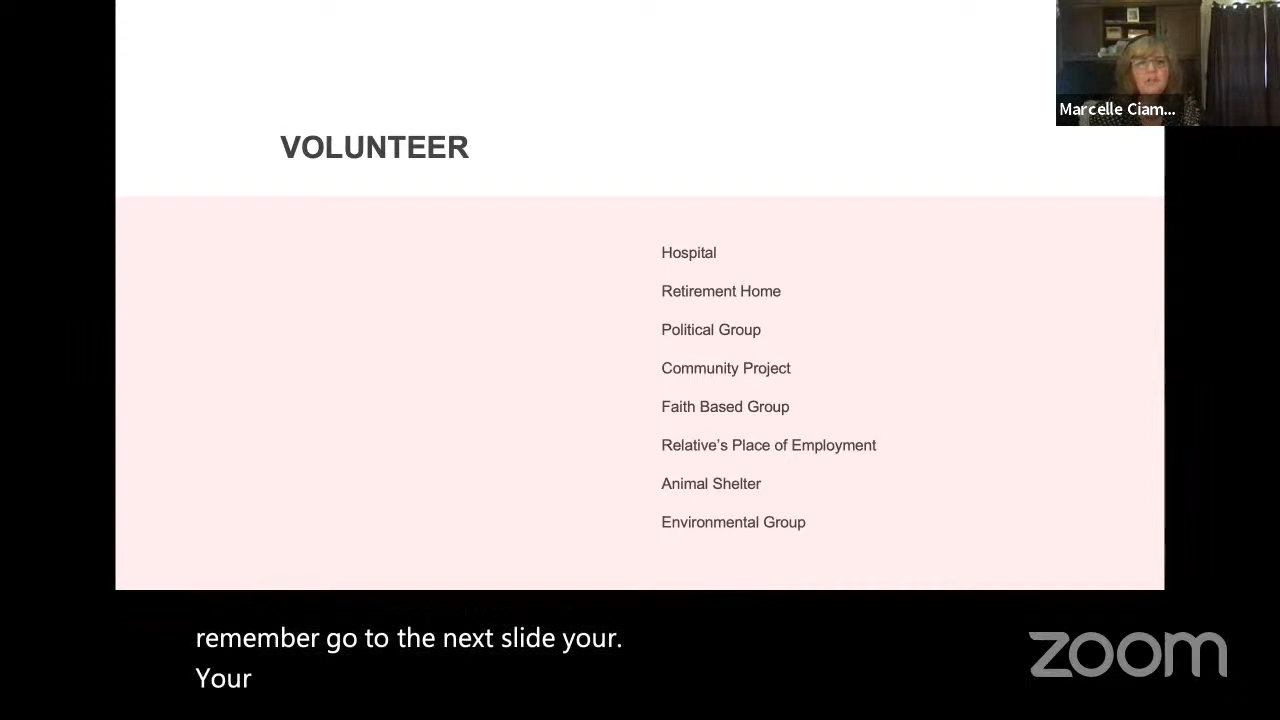 Marcelle Ciam...
VOLUNTEER
Hospital
Retirement Home
Political Group
Community Project
Faith Based Group
Relative’s Place of Employment
Animal Shelter
Environmental Group
remember go to the next slide your.
Your
zoom